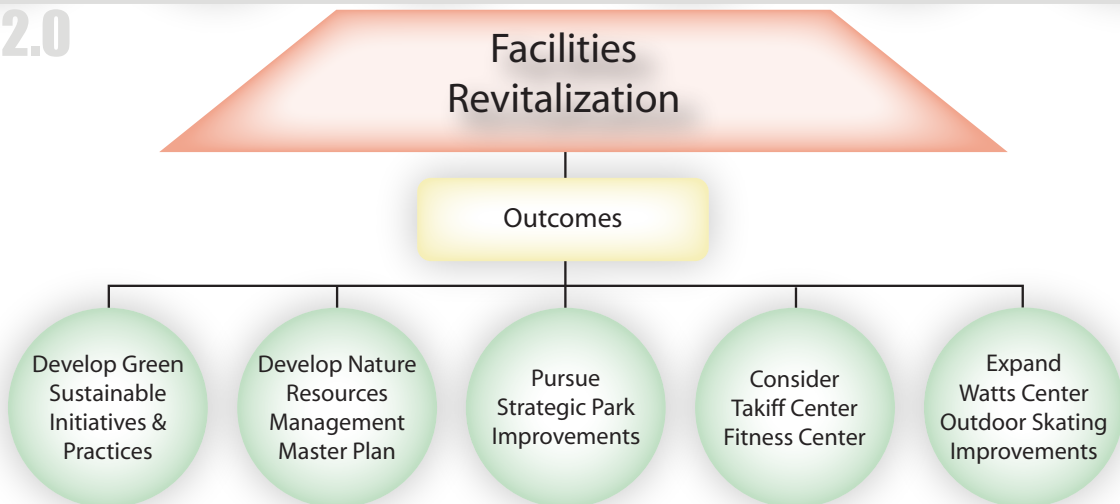 2.0
Facilities
Revitalization
Outcomes
Develop Green
Sustainable
Initiatives &
Practices
Develop Nature
Resources
Management
Master Plan
Pursue
Strategic Park
Improvements
Consider
Takiff Center
Fitness Center
Expand
Watts Center
Outdoor Skating
Improvements